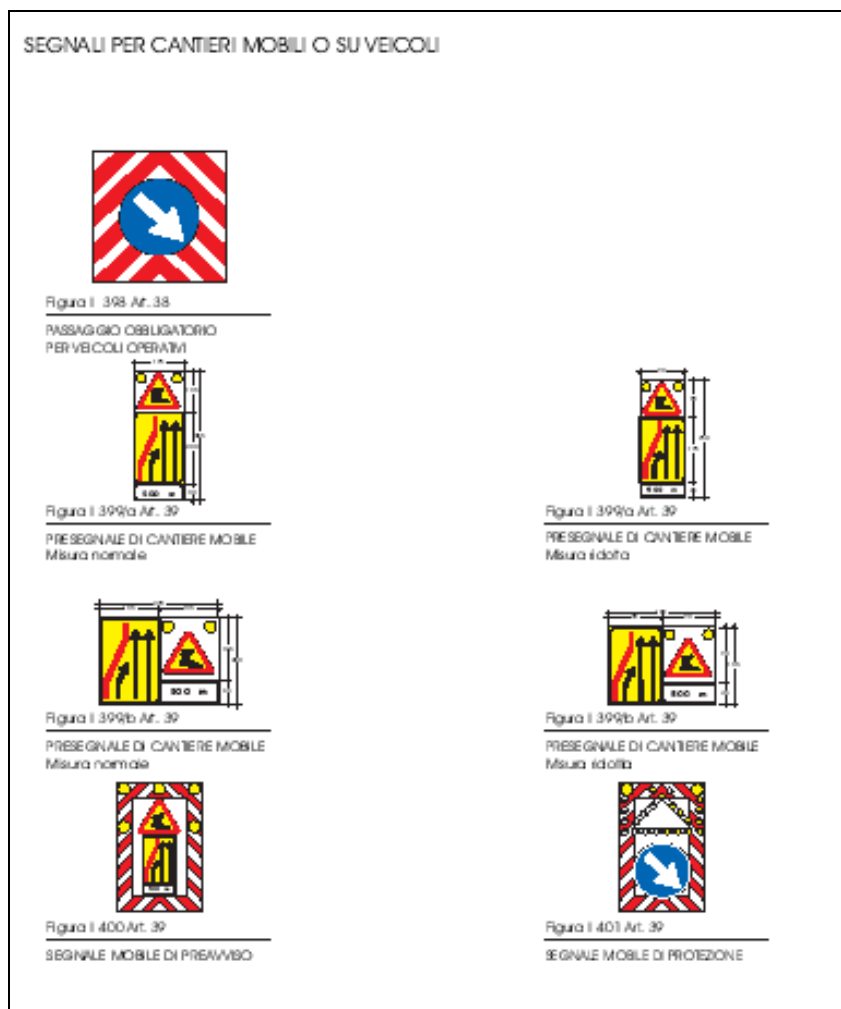 SEGNALI PER CANTIERI MOBILI O SU VEICOLI
Figura II 398 Art. 38
PASSAGGIO OBBLIGATORIO
PER VEICOLI OPERATIVI
900 m
Figura II 399/a Art. 39
PRESEGNALE DI CANTIERE MOBILE
Misura normale
Figura II 399/a Art. 39
PRESEGNALE DI CANTIERE MOBILE
Misura ridotta
Figura II 399/b Art. 39
PRESEGNALE DI CANTIERE MOBILE
Misura normale
Figura II 399/b Art. 39
PRESEGNALE DI CANTIERE MOBILE
Misura ridotta
Figura II 400 Art. 39
SEGNALE MOBILE DI PREAVVISO
Figura II 401 Art. 39
SEGNALE MOBILE DI PROTEZIONE